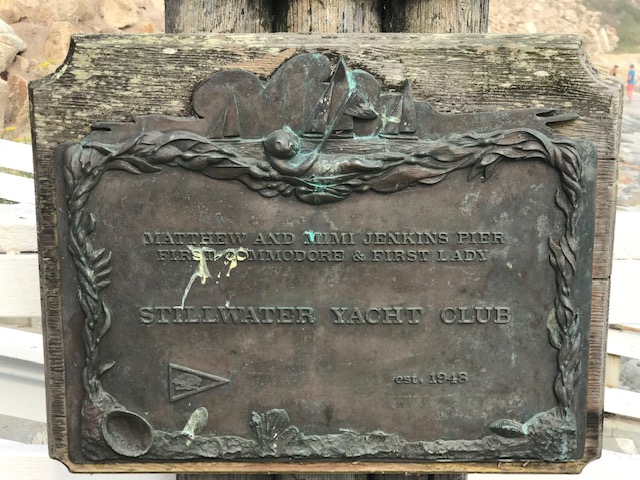 MATTHEW AND MIMI JENKINS PIER
FIRST COMMODORE & FIRST LADY
STILLWATER YACHT CLUB
est. 1948